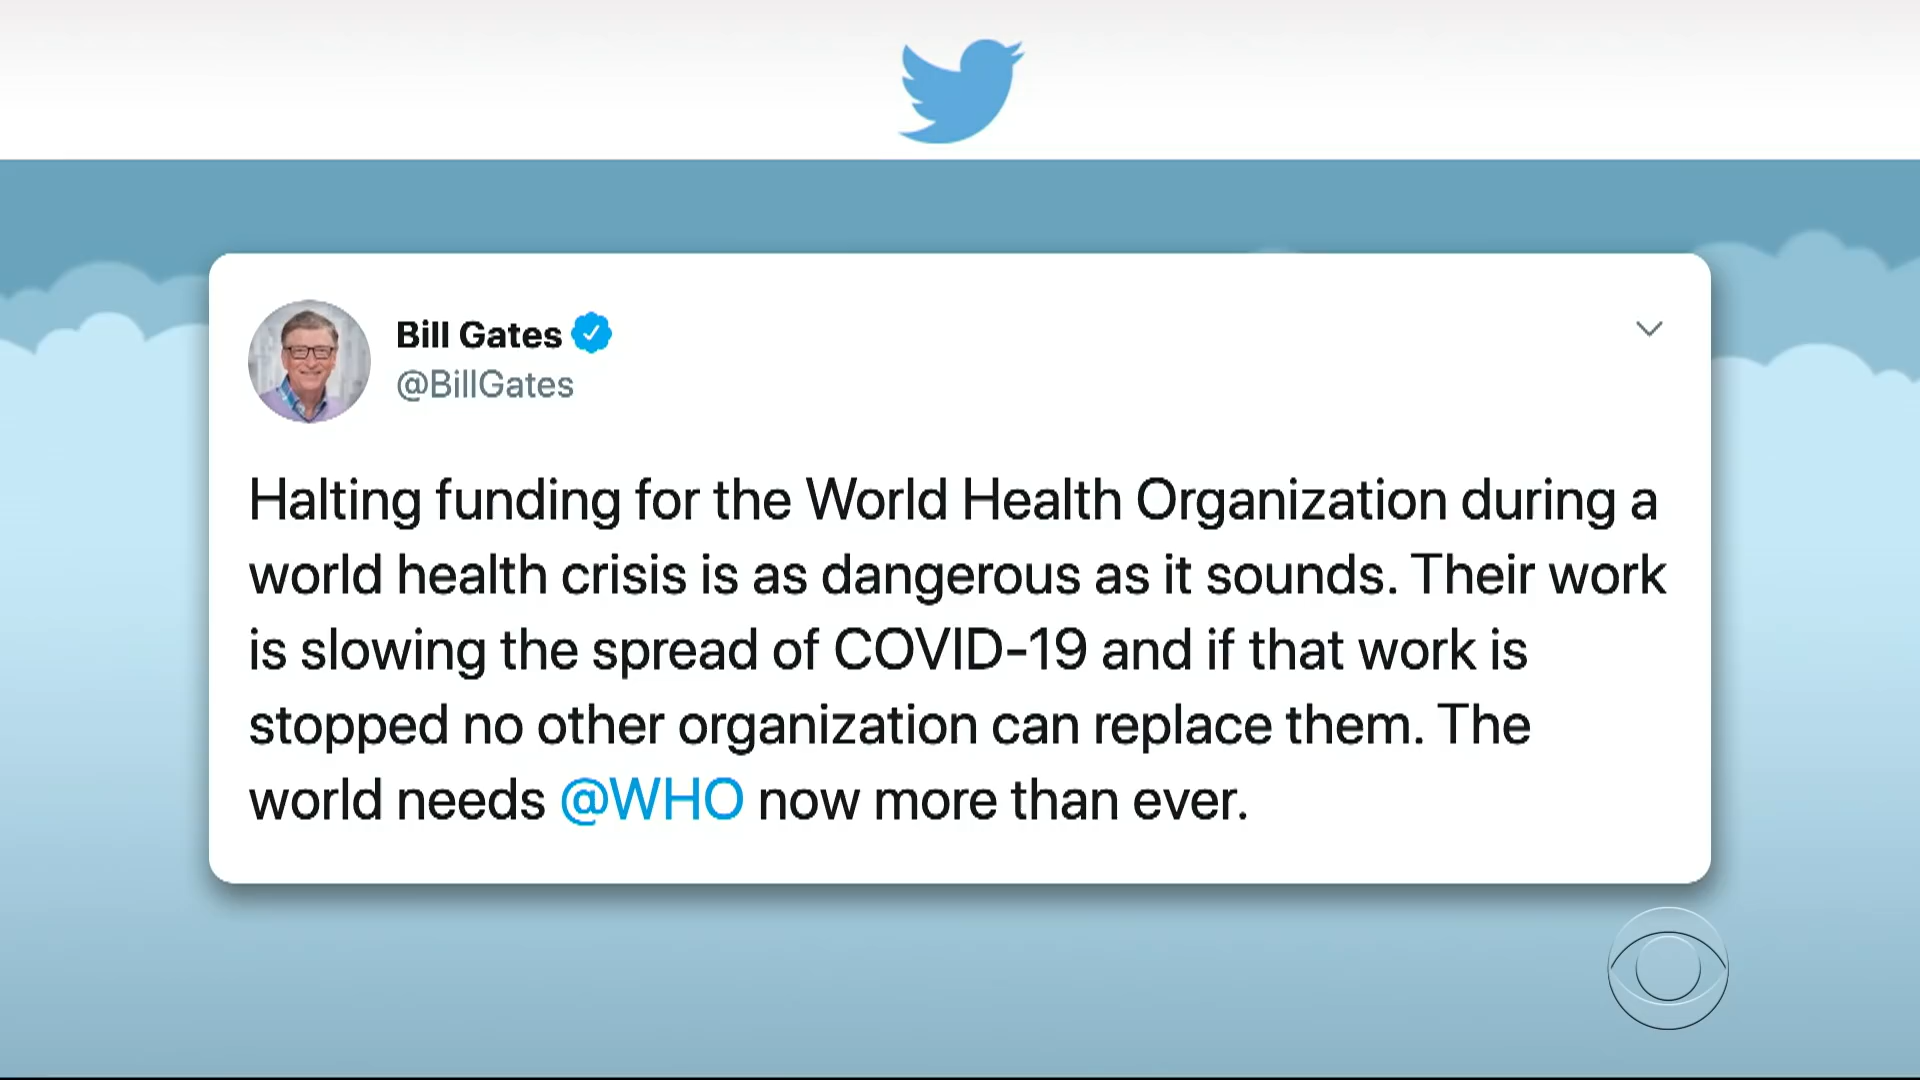 Bill Gates
@BillGates
Halting funding for the World Health Organization during a
world health crisis is as dangerous as it sounds. Their work
is slowing the spread of COVID-19 and if that work is
stopped no other organization can replace them. The
world needs @WHO now more than ever.